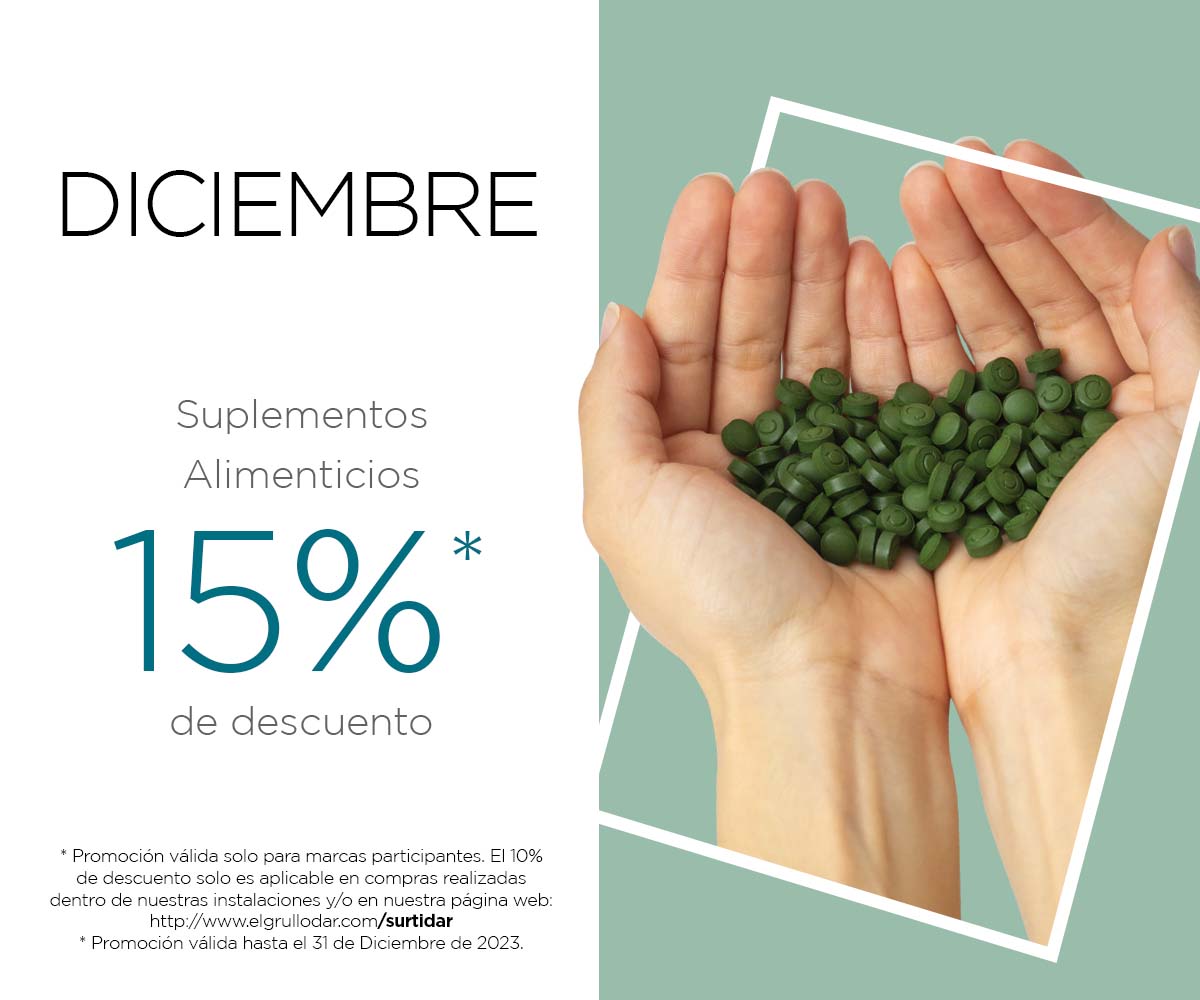 DICIEMBRE
Suplementos
Alimenticios
15%*
de descuento
* Promoción válida solo para marcas participantes. El 10%
de descuento solo es aplicable en compras realizadas
dentro de nuestras instalaciones y/o en nuestra página web:
http://www.elgrullodar.com/surtidar
* Promoción válida hasta el 31 de Diciembre de 2023.